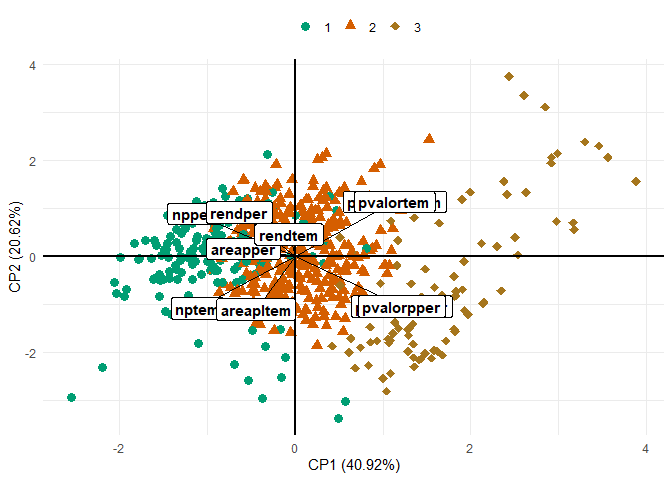 1 2 3
4
2
0
-2
-2 0 2 4
CP2 (20.62%)
CP1 (40.92%)
rendper
pvalortem
rendtem
areapper
areapltem
pvalorpper